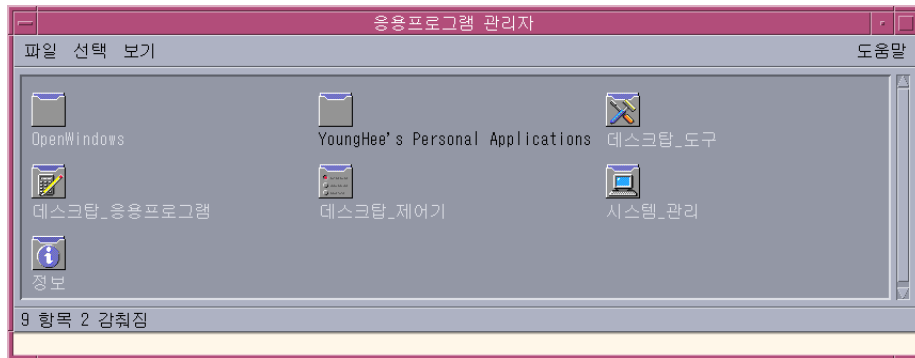 응용프로그램 관리자
파일 선택 보기 도움말
OpenWindows YoungHee's Personal Applications 데스크탑_도구
데스크탑_응용프로그램 데스크탑_제어기 시스템_관리
정보
9 항목 2 감춰짐